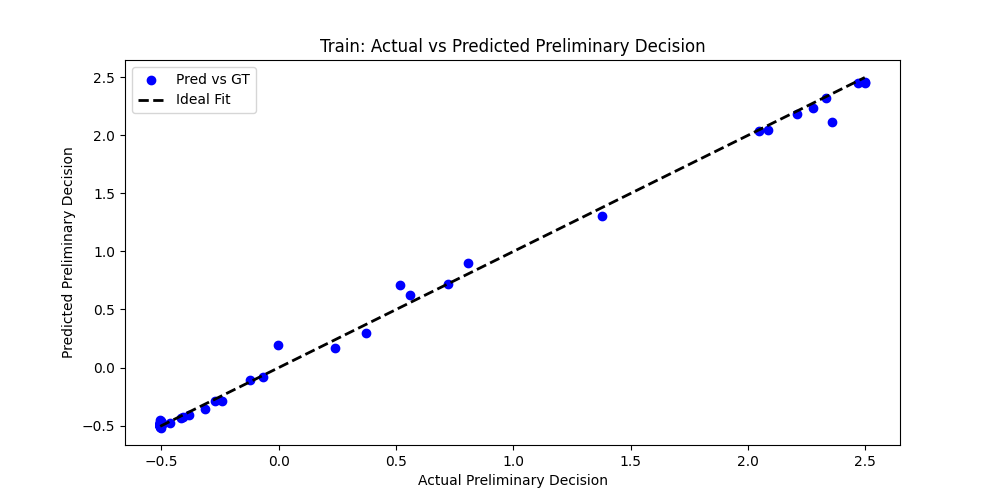 Train: Actual vs Predicted Preliminary Decision
Pred vs GT
Ideal Fit
Predicted Preliminary Decision
2.5
2.0
1.5
1.0
0.5
0.0
−0.5
−0.5 0.0 0.5 1.0 1.5 2.0 2.5
Actual Preliminary Decision